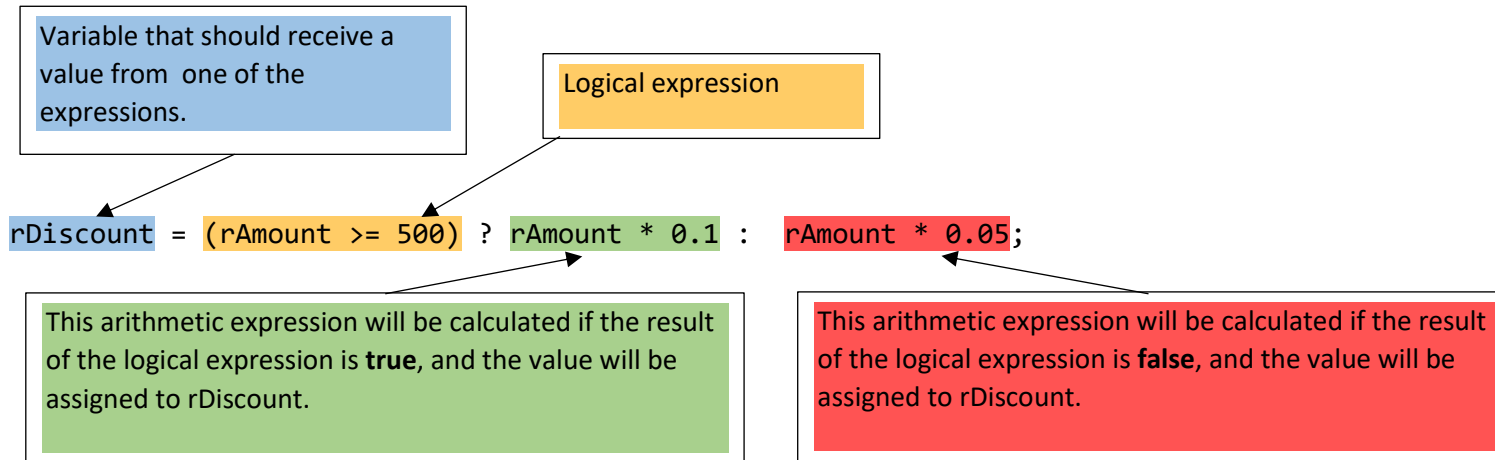 Variable that should receive a
value from one of the
expressions.
Logical expression
rDiscount = (rAmount >= 500) ? rAmount * 0.1 : rAmount * 0.05;
This arithmetic expression will be calculated if the result
of the logical expression is true, and the value will be
assigned to rDiscount.
This arithmetic expression will be calculated if the result
of the logical expression is false, and the value will be
assigned to rDiscount.